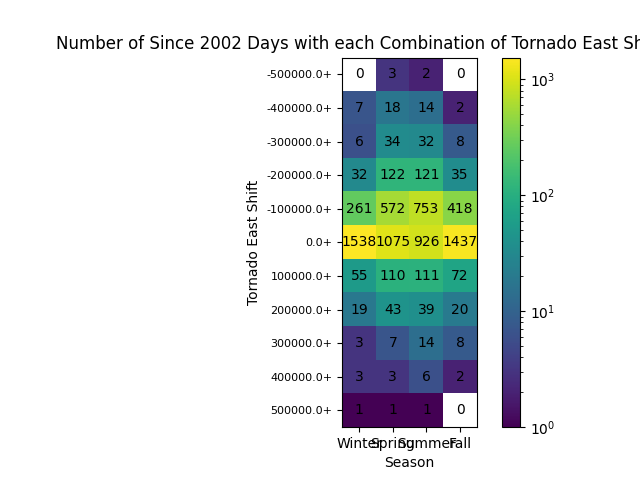 Number of Since 2002 Days with each Combination of Tornado East Sh
-500000.0+ 0 3 2 0
-400000.0+ 7 18 14 2
-300000.0+ 6 34 32 8
-200000.0+ 32 122 121 35
-100000.0+ 261 572 753 418
0.0+ 1538 1075 926 1437
100000.0+ 55 110 111 72
200000.0+ 19 43 39 20
300000.0+ 3 7 14 8
400000.0+ 3 3 6 2
500000.0+ 1 1 1 0
Winter Spring Summer Fall
Season
Tornado East Shift
10³
10²
10¹
10⁰